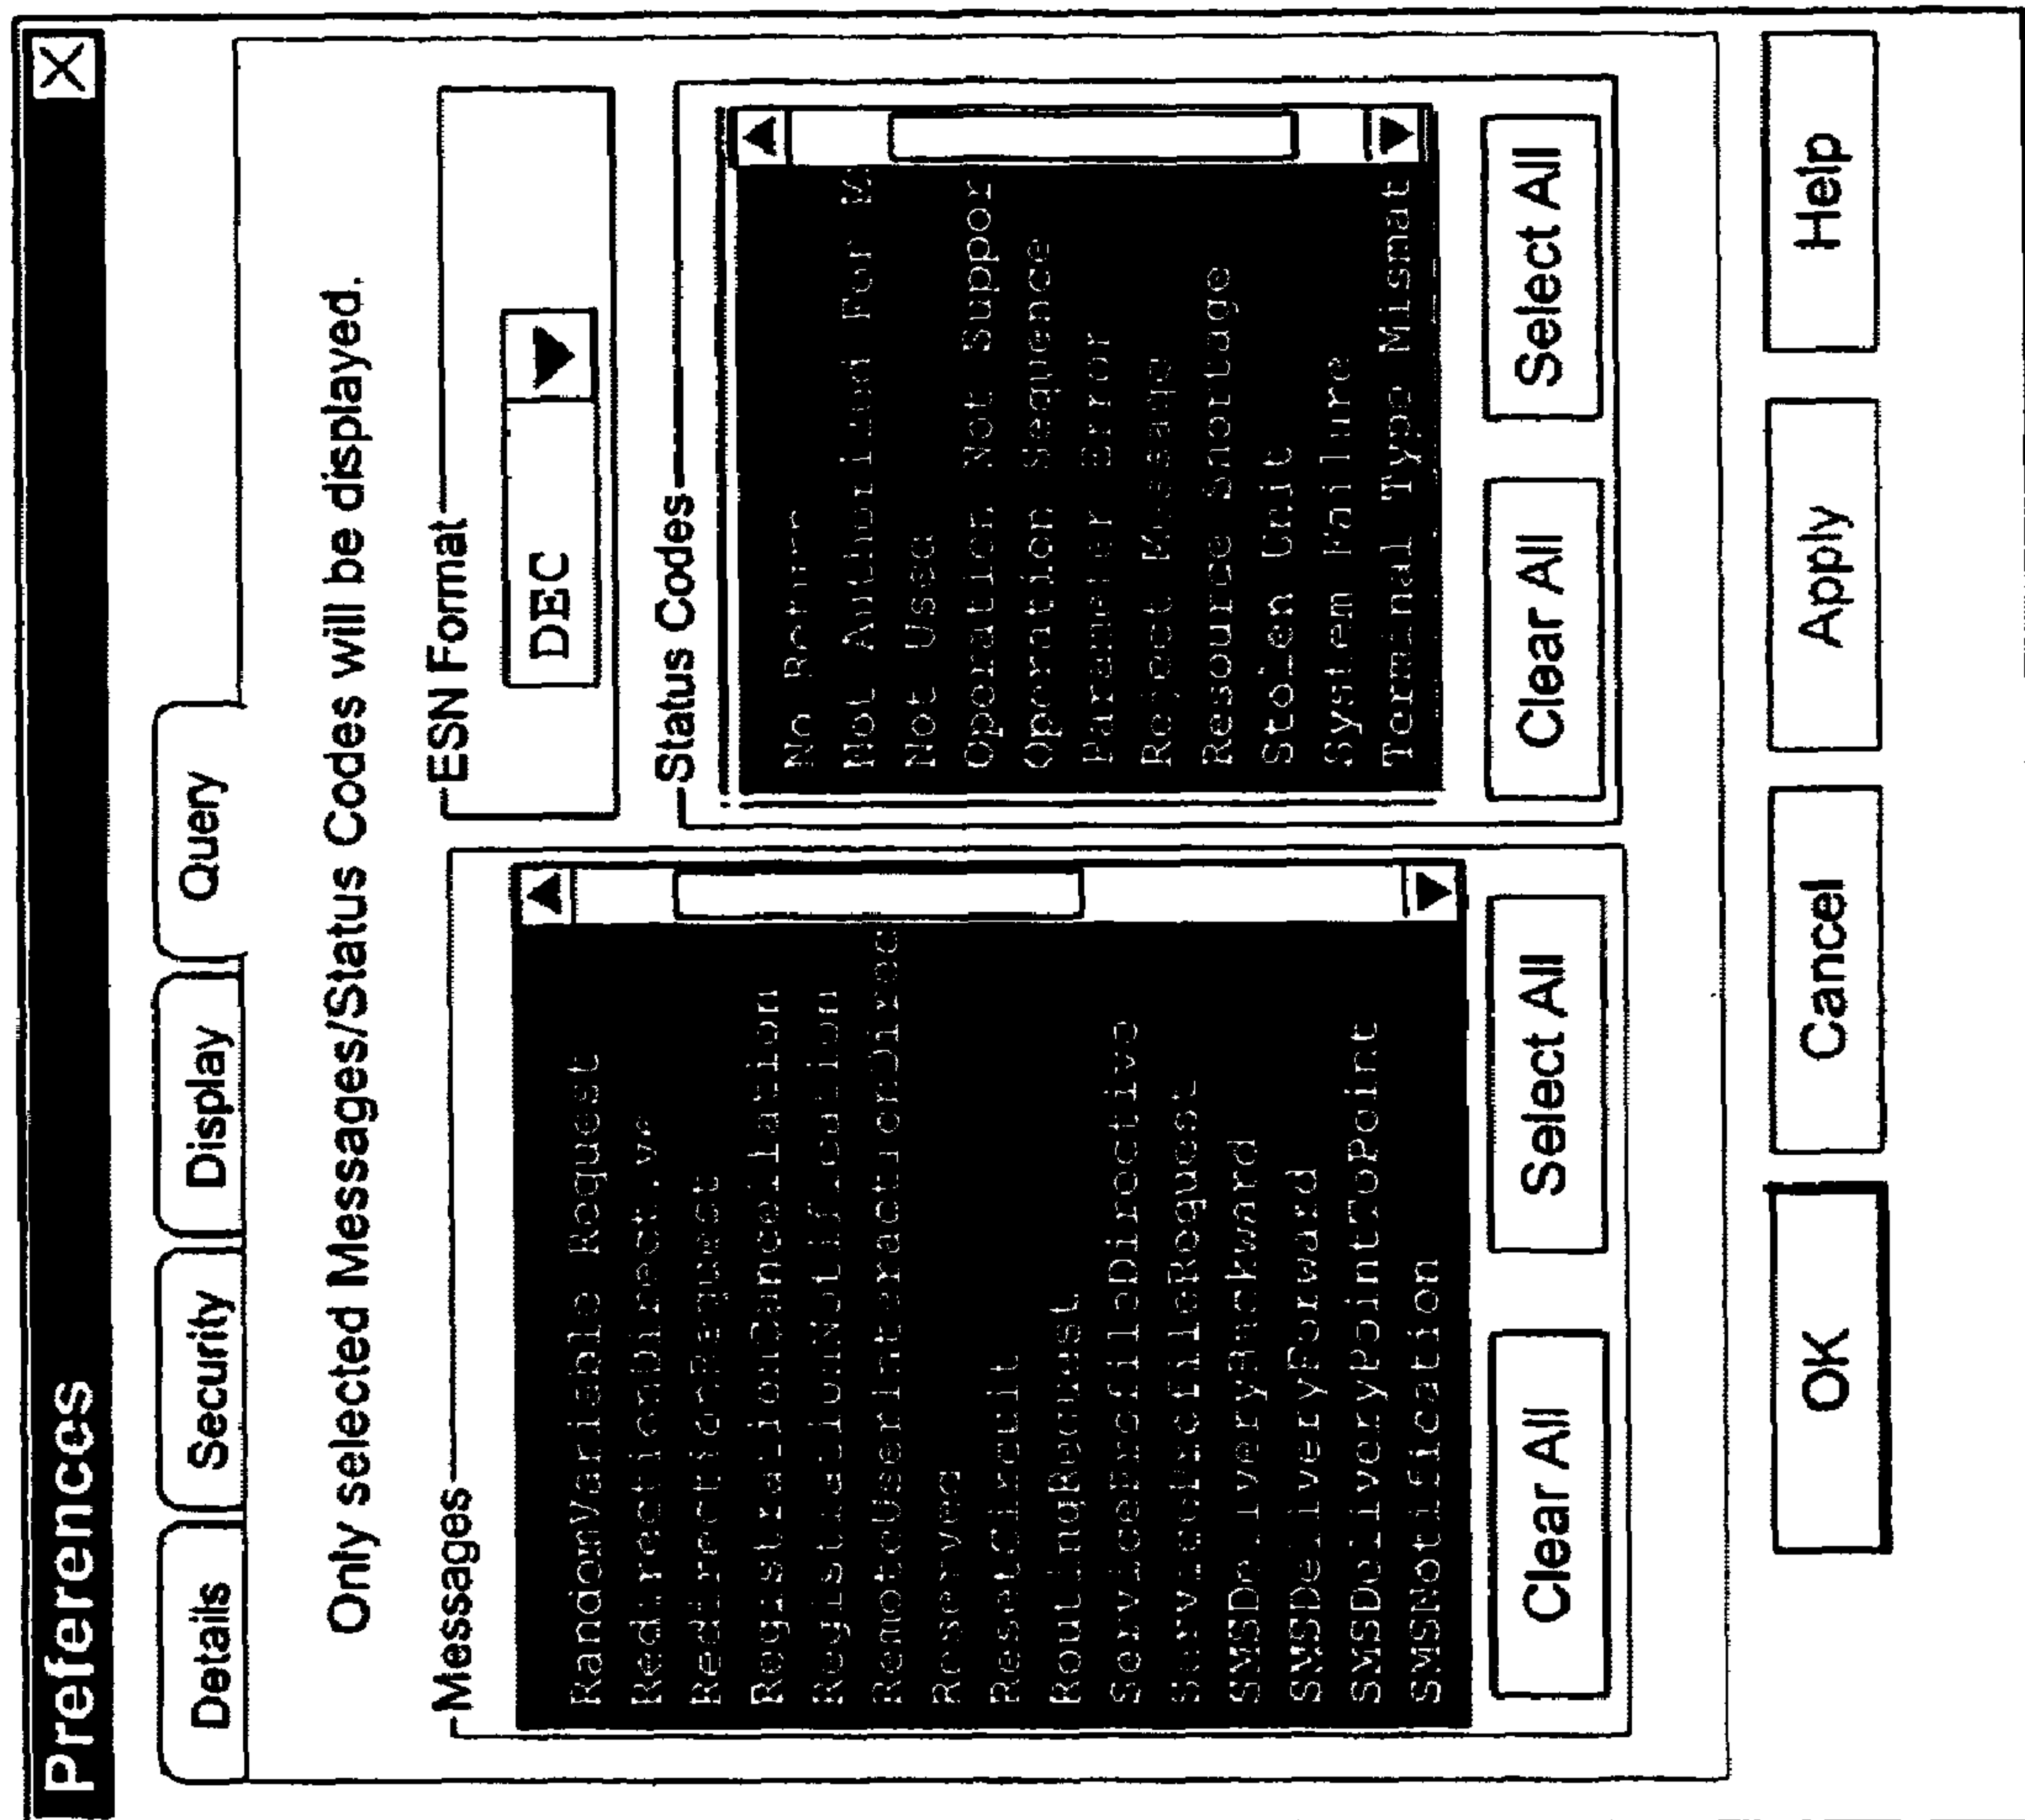 Preferences X
Details Security Display Query
Only selected Messages/Status Codes will be displayed.
Messages
RandomVariable Request
RedirectionDirective
RedirectionRequest
RegistrationCancellation
RegistrationNotification
RemoteUserInteractionDirec
Reserved
ResetCircuit
RoutingRequest
ServiceProfileDirective
ServiceProfileRequest
SMSDeliveryBackward
SMSDeliveryForward
SMSDeliveryPointToPoint
SMSNotification
Clear All Select All
ESN Format
DEC
Status Codes
No Return
Not Authorized For
Not Used
Operation Not Suppor
Operation Sequence
Parameter Error
Reject Message
Resource Shortage
Stolen Unit
System Failure
Terminal Type Mismat
Clear All Select All
OK Cancel Apply Help